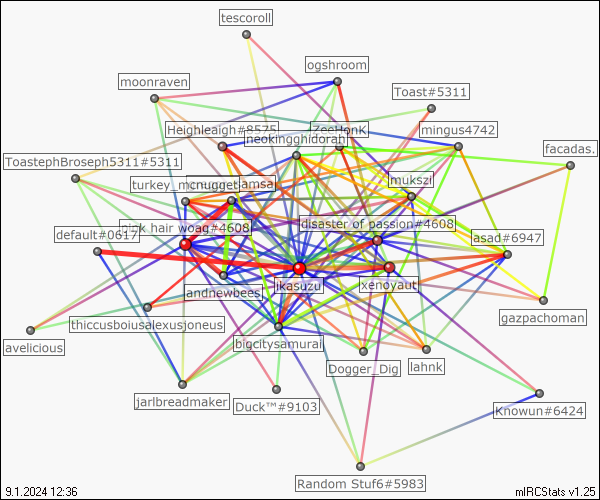 tescoroll
ogshroom
moonraven
Toast#5311
Heighleaigh#8575
ZeeHonK
mingus4742
neokingghidorah
facadas.
ToastephBroseph5311#5311
mukszi
turkey_mcnugget
pink hair woag#4608
disaster of passion#4608
default#0617
asad#6947
ikasuzu
xenoyaut
andnewbees
gazpachoman
thiccusboiusalexusjoneus
bigcitysamurai
avelicious
Dogger_Dig
lahnk
jarlbreadmaker
Duck™#9103
Knowun#6424
Random Stuf6#5983
9.1.2024 12:36
mIRCStats v1.25